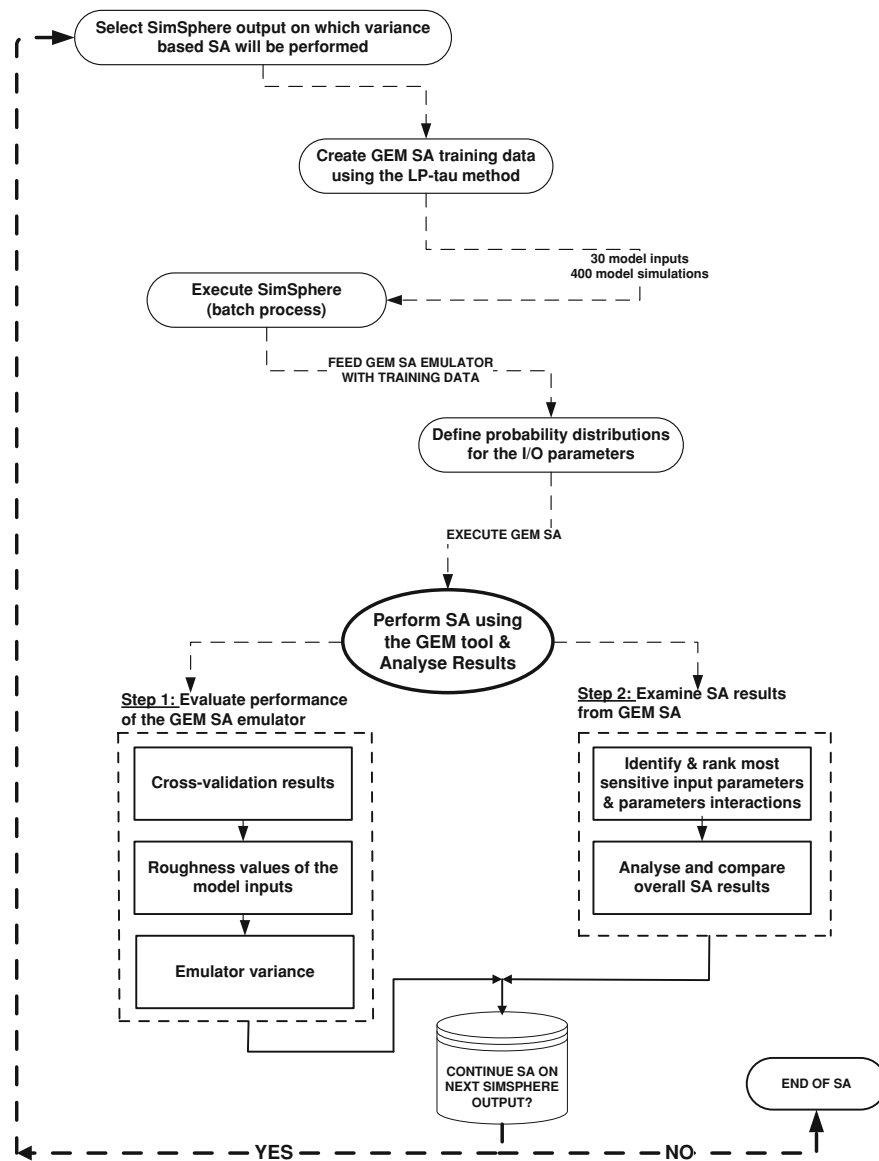 Select SimSphere output on which variance
based SA will be performed
Create GEM SA training data
using the LP-tau method
30 model inputs
400 model simulations
Execute SimSphere
(batch process)
FEED GEM SA EMULATOR
WITH TRAINING DATA
Define probability distributions
for the I/O parameters
EXECUTE GEM SA
Perform SA using
the GEM tool &
Analyse Results
Step 1: Evaluate performance
of the GEM SA emulator
Cross-validation results
Roughness values of the
model inputs
Emulator variance
Step 2: Examine SA results
from GEM SA
Identify & rank most
sensitive input parameters
& parameters interactions
Analyse and compare
overall SA results
CONTINUE SA ON
NEXT SIMSPHERE
OUTPUT?
END OF SA
YES
NO